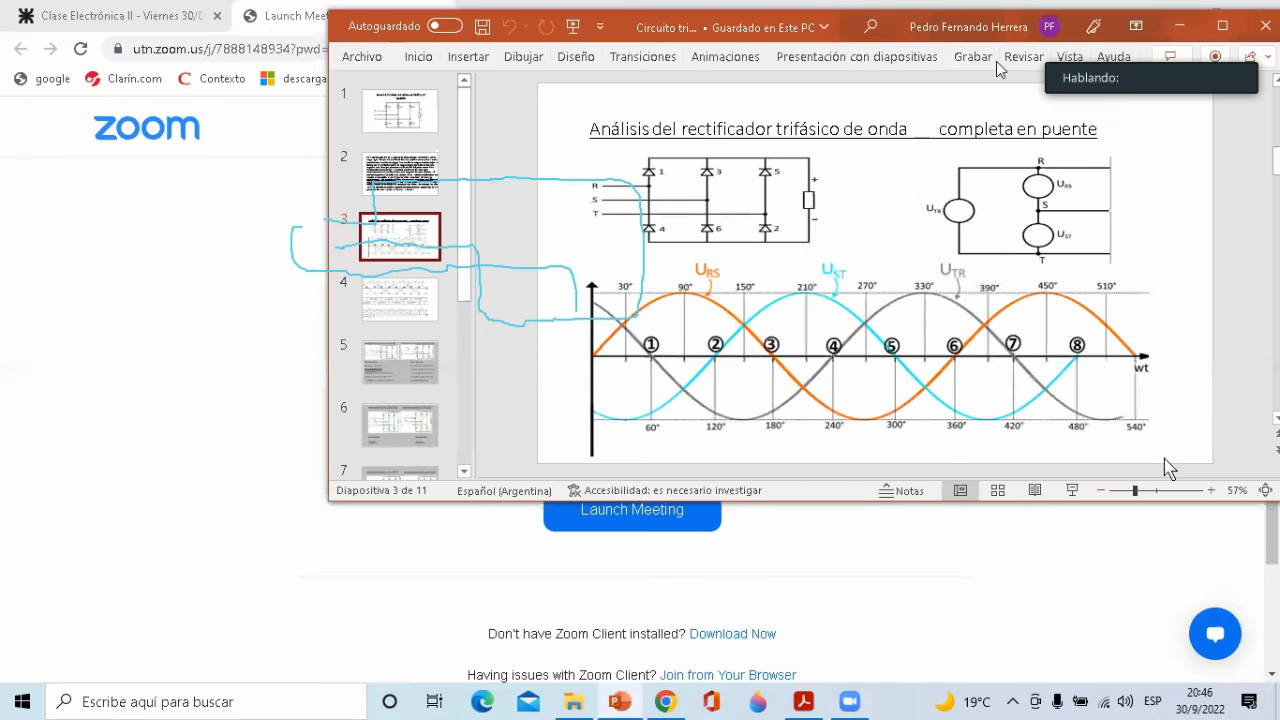 Clase Electrónica II - Viernes 30/
Launch Mee
Autoguardado
Circuito tri... • Guardado en Este PC
Pedro Fernando Herrera
PF
utn.zoom.us/j/78881489934?pwd=
Archivo Inicio Insertar Dibujar Diseño Transiciones Animaciones Presentación con diapositivas Grabar Revisar Vista Ayuda
google Clarín.com Contexto descarga
Hablando:
zoom
1
2
3
4
5
6
7
Análisis del rectificador trifásico de onda __ completa en puente
1 3 5
R
S
T
4 6 2
-
R
URS
UTR
S
UST
T
URS UST UTR
30° 90° 150° 210° 270° 330° 390° 450° 510°
① ② ③ ④ ⑤ ⑥ ⑦ ⑧
wt
60° 120° 180° 240° 300° 360° 420° 480° 540°
Diapositiva 3 de 11 Español (Argentina) Accesibilidad: es necesario investigar Notas 57%
Launch Meeting
Don't have Zoom Client installed? Download Now
Having issues with Zoom Client? Join from Your Browser
Escribe aquí para buscar
19°C
ESP
20:46
30/9/2022